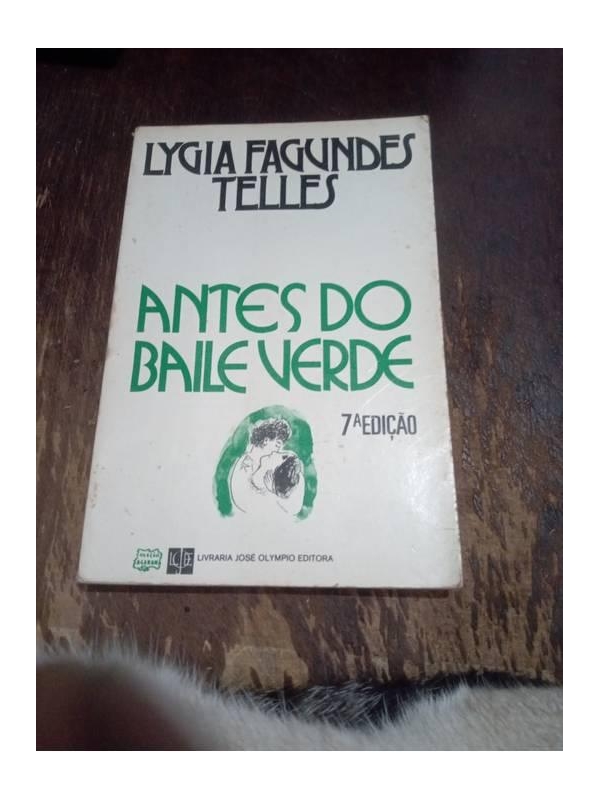 LYGIA FAGUNDES
TELLES
ANTES DO
BAILE VERDE
7ª EDIÇÃO
LIVRARIA JOSÉ OLYMPIO EDITORA